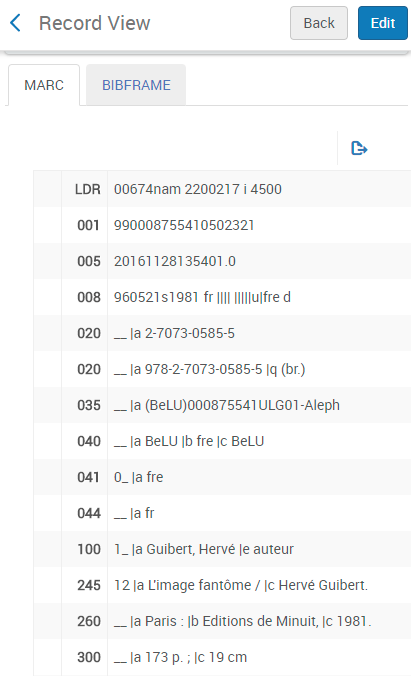 Record View
Back
Edit
MARC
BIBFRAME
LDR 00674nam 2200217 i 4500
001 990008755410502321
005 20161128135401.0
008 960521s1981 fr |||| |||||u|fre d
020 __ |a 2-7073-0585-5
020 __ |a 978-2-7073-0585-5 |q (br.)
035 __ |a (BeLU)000875541ULG01-Aleph
040 __ |a BeLU |b fre |c BeLU
041 0_ |a fre
044 __ |a fr
100 1_ |a Guibert, Hervé |e auteur
245 12 |a L'image fantôme / |c Hervé Guibert.
260 __ |a Paris : |b Editions de Minuit, |c 1981.
300 __ |a 173 p. ; |c 19 cm